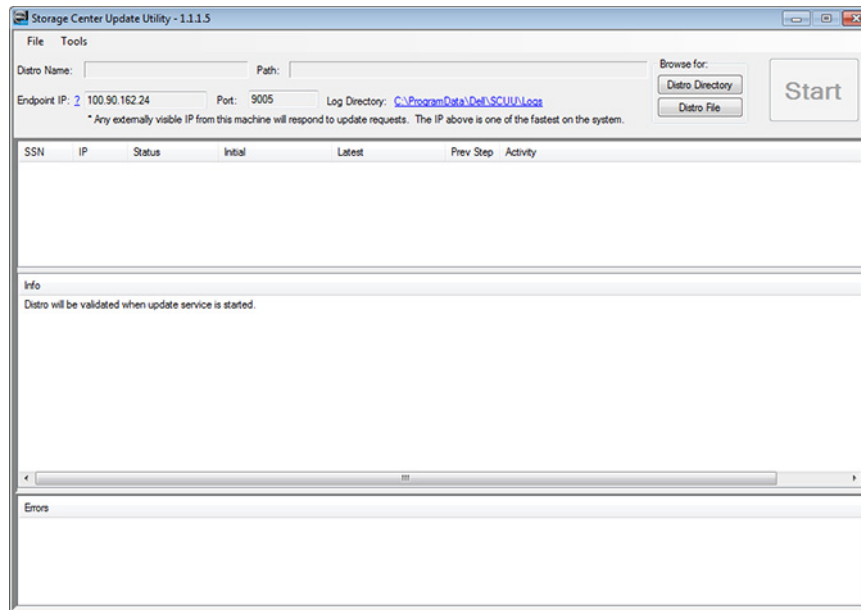 Storage Center Update Utility - 1.1.1.5
File Tools
Distro Name: Path: Browse for:
Distro Directory
Start
Endpoint IP: ? 100.90.162.24 Port: 9005 Log Directory: C:\ProgramData\Dell\SCUU\Logs
Distro File
* Any externally visible IP from this machine will respond to update requests. The IP above is one of the fastest on the system.
SSN IP Status Initial Latest Prev Step Activity
Info
Distro will be validated when update service is started.
Errors